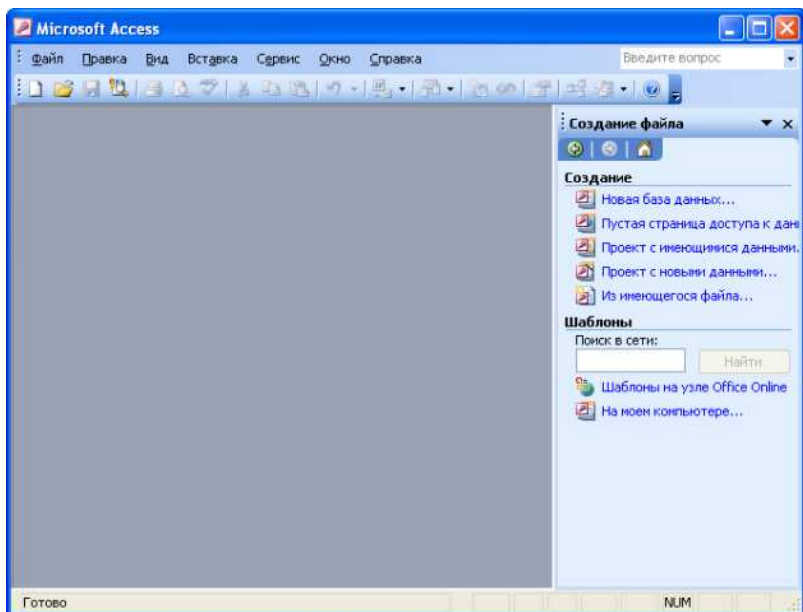 Microsoft Access
Файл Правка Вид Вставка Сервис Окно Справка Введите вопрос
Создание файла
Создание
Новая база данных...
Пустая страница доступа к дан
Проект с имеющимися данными.
Проект с новыми данными...
Из имеющегося файла...
Шаблоны
Поиск в сети:
Найти
Шаблоны на узле Office Online
На моем компьютере...
Готово NUM